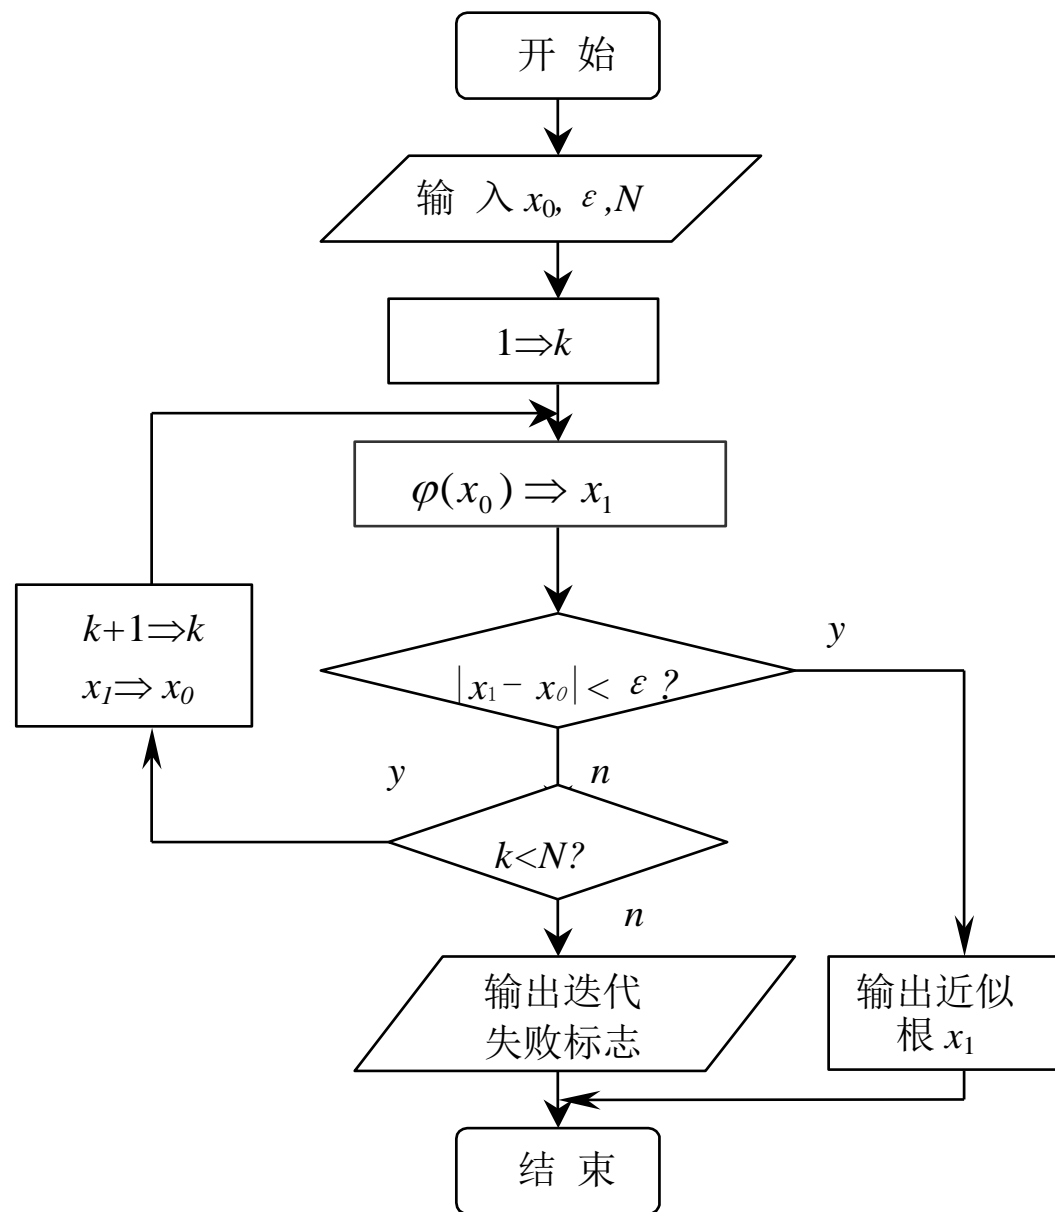 开 始
输 入 x₀, ε,N
1⇒k
φ(x₀) ⇒ x₁
k+1⇒k
x₁⇒ x₀
|x₁− x₀| < ε ?
y
y
n
k<N?
n
输出迭代
失败标志
输出近似
根 x₁
结 束